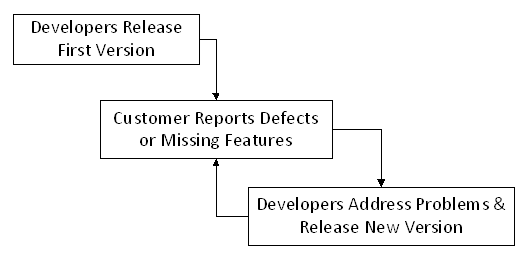 Developers Release
First Version
Customer Reports Defects
or Missing Features
Developers Address Problems &
Release New Version